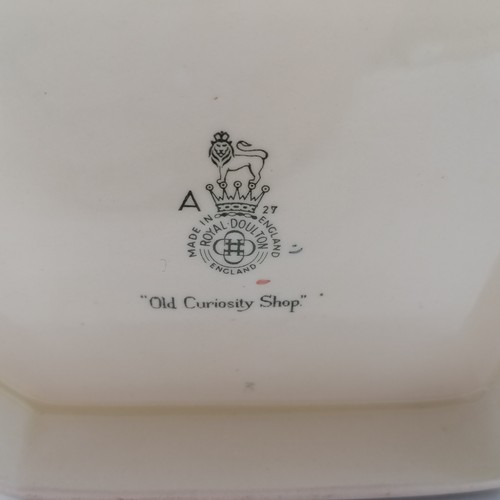 A 27
MADE IN ENGLAND
ROYAL·DOULTON
ENGLAND
"Old Curiosity Shop."